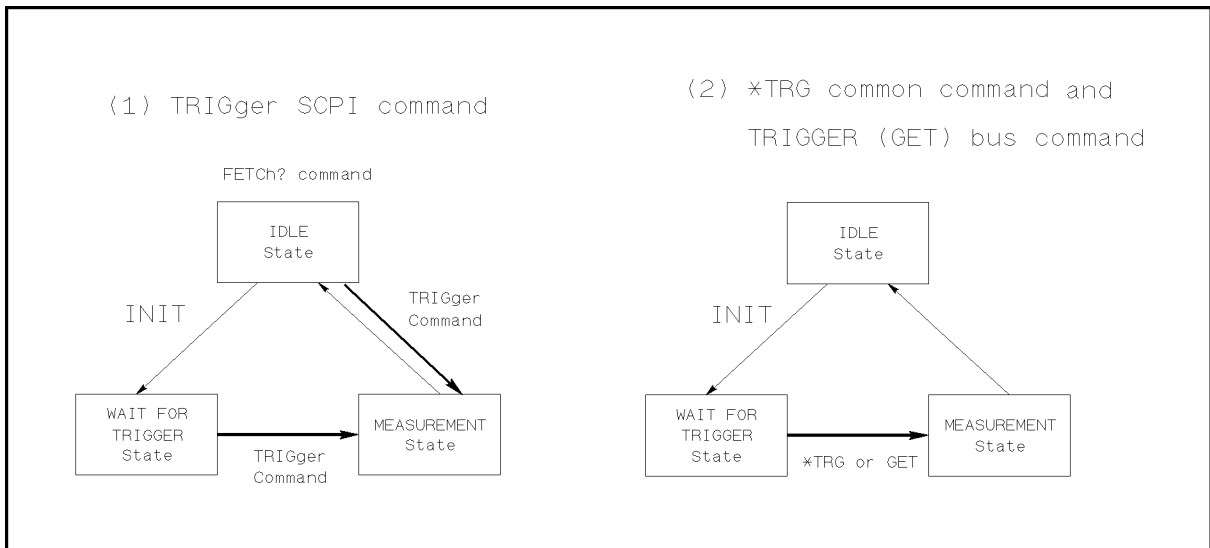 (1) TRIGger SCPI command
FETCh? command
IDLE
State
INIT
TRIGger
Command
WAIT FOR
TRIGGER
State
TRIGger
Command
MEASUREMENT
State
(2) *TRG common command and
TRIGGER (GET) bus command
IDLE
State
INIT
WAIT FOR
TRIGGER
State
*TRG or GET
MEASUREMENT
State